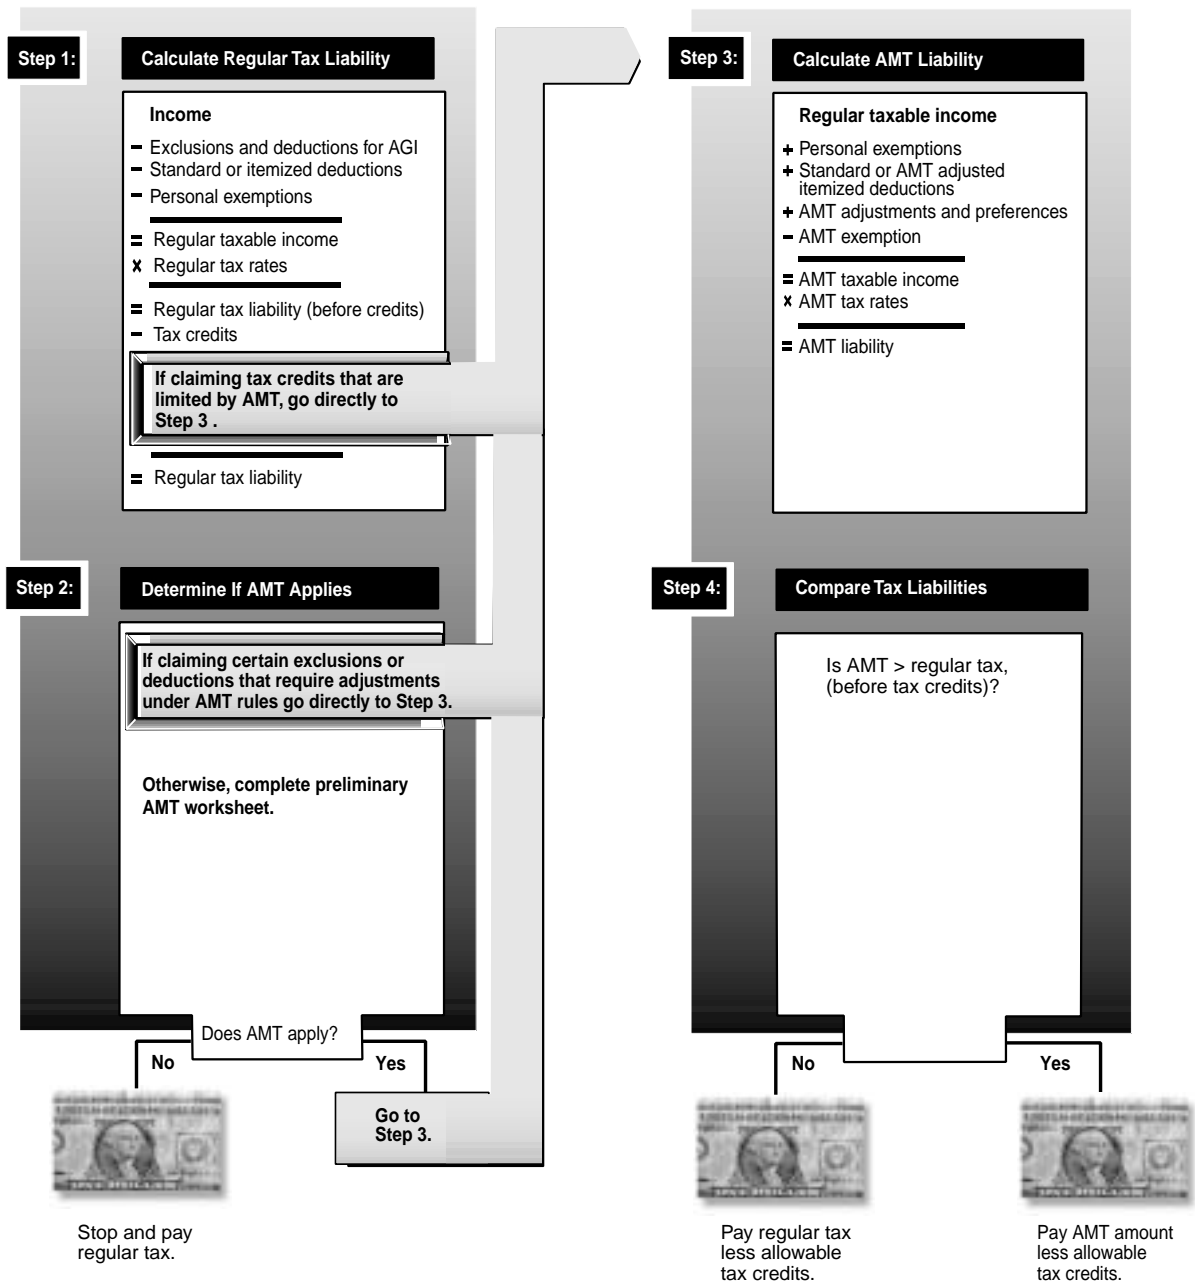 Step 1:
Calculate Regular Tax Liability
Income
− Exclusions and deductions for AGI
− Standard or itemized deductions
− Personal exemptions
= Regular taxable income
× Regular tax rates
= Regular tax liability (before credits)
− Tax credits
If claiming tax credits that are
limited by AMT, go directly to
Step 3 .
= Regular tax liability
Step 2:
Determine If AMT Applies
If claiming certain exclusions or
deductions that require adjustments
under AMT rules go directly to Step 3.
Otherwise, complete preliminary
AMT worksheet.
Does AMT apply?
No
Yes
Go to
Step 3.
Stop and pay
regular tax.
Step 3:
Calculate AMT Liability
Regular taxable income
+ Personal exemptions
+ Standard or AMT adjusted
itemized deductions
+ AMT adjustments and preferences
− AMT exemption
= AMT taxable income
× AMT tax rates
= AMT liability
Step 4:
Compare Tax Liabilities
Is AMT > regular tax,
(before tax credits)?
No
Yes
Pay regular tax
less allowable
tax credits.
Pay AMT amount
less allowable
tax credits.